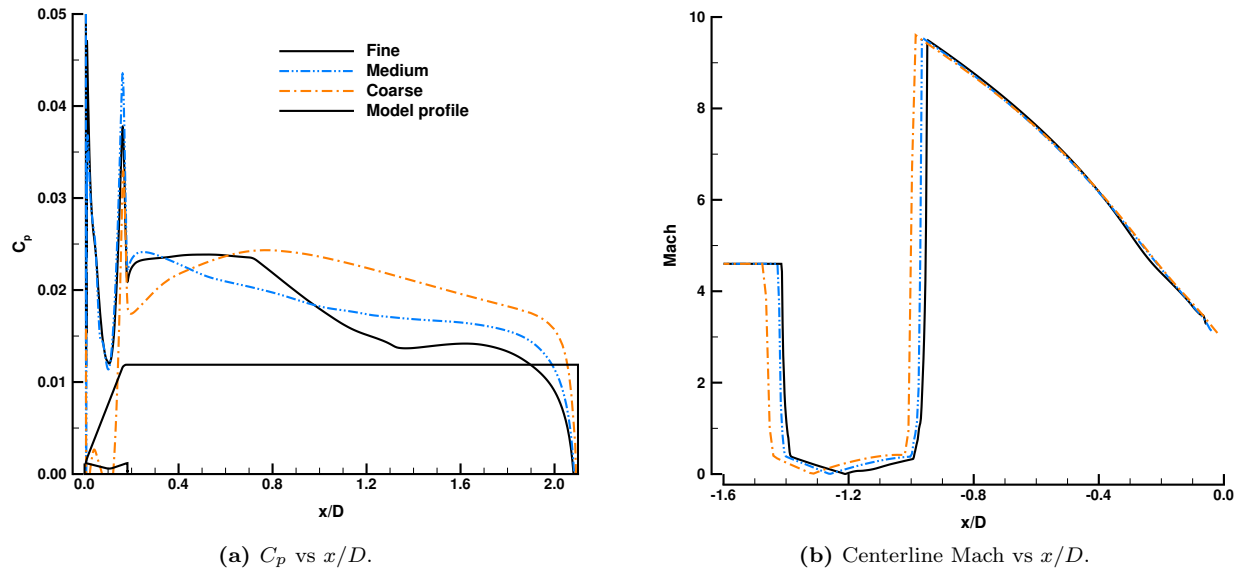 0.05
0.04
0.03
0.02
0.01
0.00
C_p
Fine
Medium
Coarse
Model profile
0.0 0.4 0.8 1.2 1.6 2.0
x/D
(a) C_p vs x/D.
10
8
6
4
2
0
Mach
-1.6 -1.2 -0.8 -0.4 0.0
x/D
(b) Centerline Mach vs x/D.